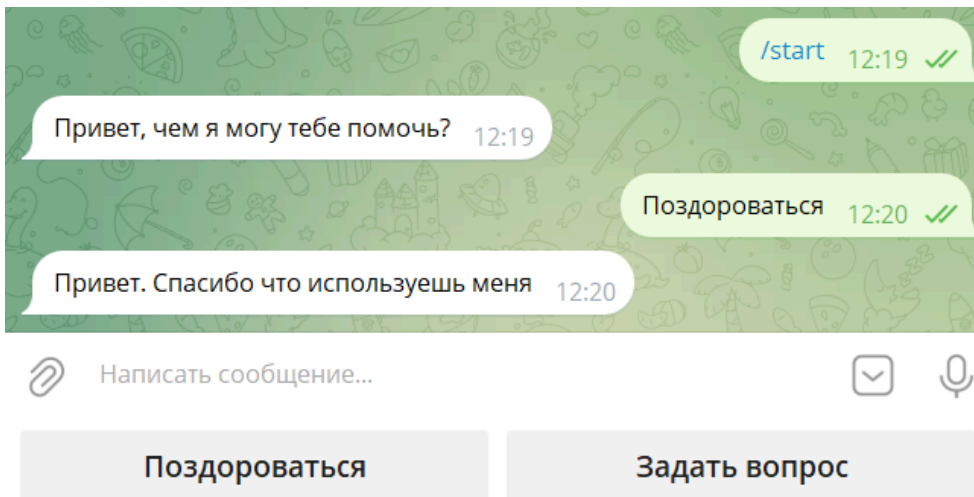 /start 12:19
Привет, чем я могу тебе помочь? 12:19
Поздороваться 12:20
Привет. Спасибо что используешь меня 12:20
Написать сообщение...
Поздороваться Задать вопрос